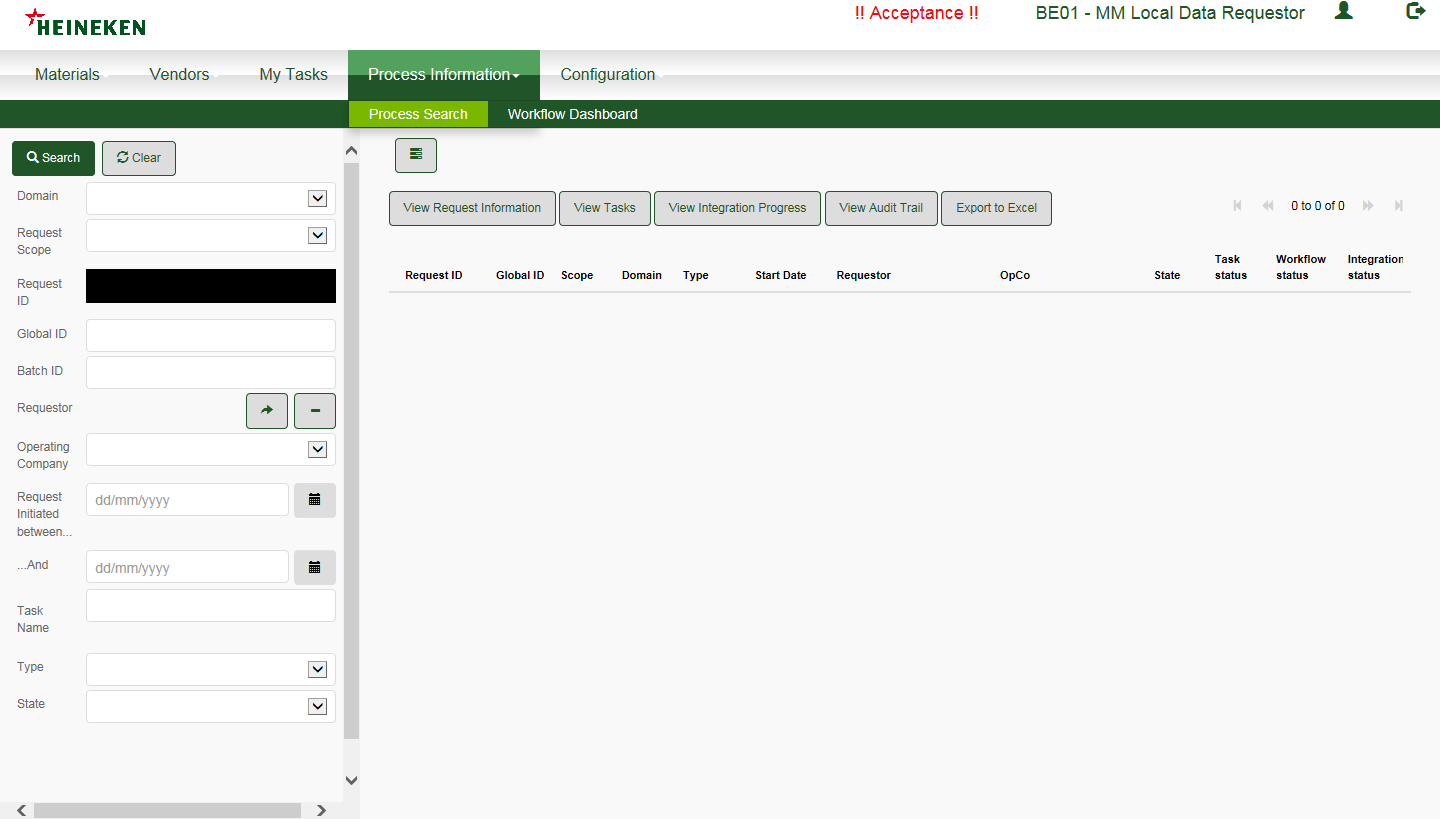 HEINEKEN
!! Acceptance !!
BE01 - MM Local Data Requestor
Materials
Vendors
My Tasks
Process Information
Configuration
Process Search
Workflow Dashboard
Search
Clear
Domain
Request
Scope
Request
ID
Global ID
Batch ID
Requestor
Operating
Company
Request
Initiated
between...
dd/mm/yyyy
...And
dd/mm/yyyy
Task
Name
Type
State
View Request Information
View Tasks
View Integration Progress
View Audit Trail
Export to Excel
0 to 0 of 0
Request ID
Global ID
Scope
Domain
Type
Start Date
Requestor
OpCo
State
Task
status
Workflow
status
Integration
status